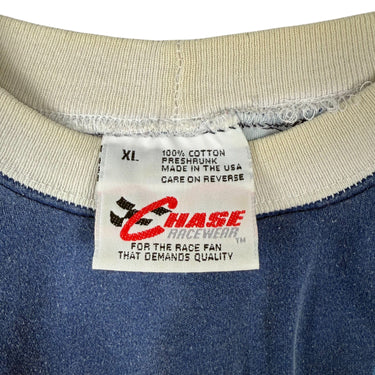 XL
100% COTTON
PRESHRUNK
MADE IN THE USA
CARE ON REVERSE
CHASE
RACEWEAR™
FOR THE RACE FAN
THAT DEMANDS QUALITY